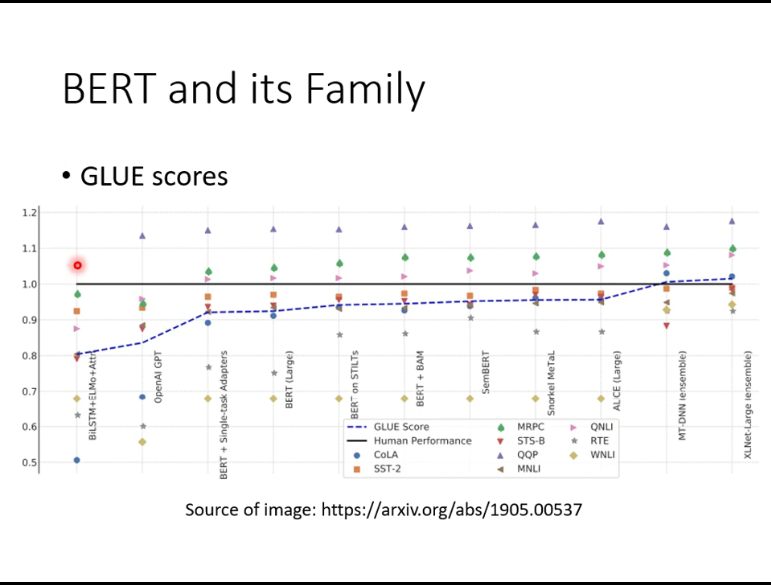 BERT and its Family
• GLUE scores
1.2
1.1
1.0
0.9
0.8
0.7
0.6
0.5
BiLSTM+ELMo+Attn
OpenAI GPT
BERT + Single-task Adapters
BERT (Large)
BERT on STILTs
BERT + BAM
SemBERT
Snorkel MeTaL
ALICE (Large)
MT-DNN (ensemble)
XLNet-Large (ensemble)
GLUE Score
Human Performance
CoLA
SST-2
MRPC
STS-B
QQP
MNLI
QNLI
RTE
WNLI
Source of image: https://arxiv.org/abs/1905.00537